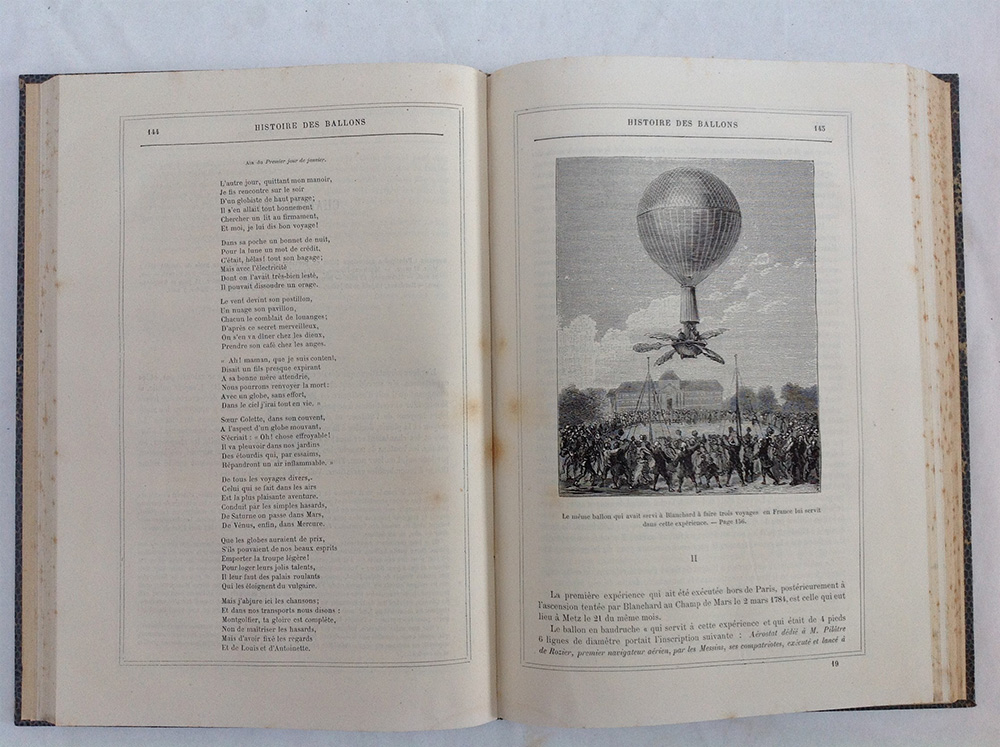 144
HISTOIRE DES BALLONS
Air du Premier jour de janvier.
L'autre jour, quittant mon manoir,
Je fis rencontre sur le soir
D'un globiste de haut parage;
Il s'en allait tout bonnement
Chercher un lit au firmament,
Et moi, je lui dis bon voyage!
Dans sa poche un bonnet de nuit,
Pour la lune un mot de crédit,
C'était, hélas! tout son bagage;
Mais avec l'électricité
Dont on l'avait très-bien lesté,
Il pouvait dissoudre un orage.
Le vent devint son postillon,
Un nuage son pavillon,
Chacun le comblait de louanges;
D'après ce secret merveilleux,
On s'en va dîner chez les dieux,
Prendre son café chez les anges.
« Ah! maman, que je suis content,
Disait un fils presque expirant
A sa bonne mère attendrie,
Nous pourrons renvoyer la mort:
Avec un globe, sans effort,
Dans le ciel j'irai tout en vie. »
Sœur Colette, dans son couvent,
A l'aspect d'un globe mouvant,
S'écriait : « Oh! chose effroyable!
Il va pleuvoir dans nos jardins
Des étourdis qui, par essaims,
Répandront un air inflammable. »
De tous les voyages divers,
Celui qui se fait dans les airs
Est la plus plaisante aventure.
Conduit par les simples hasards,
De Saturne on passe dans Mars,
De Vénus, enfin, dans Mercure.
Que les globes auraient de prix,
S'ils pouvaient de nos beaux esprits
Emporter la troupe légère!
Pour loger leurs jolis talents,
Il leur faut des palais roulants
Qui les éloignent du vulgaire.
Mais j'abjure ici les chansons;
Et dans nos transports nous disons :
Montgolfier, ta gloire est complète,
Non de maîtriser les hasards,
Mais d'avoir fixé les regards
Et de Louis et d'Antoinette.
HISTOIRE DES BALLONS
145
Le même ballon qui avait servi à Blanchard à faire trois voyages en France lui servit
dans cette expérience. — Page 156.
II
La première expérience qui ait été exécutée hors de Paris, postérieurement à
l'ascension tentée par Blanchard au Champ de Mars le 2 mars 1784, est celle qui eut
lieu à Metz le 21 du même mois.
Le ballon en baudruche « qui servit à cette expérience et qui était de 4 pieds
6 lignes de diamètre portait l'inscription suivante : Aérostat dédié à M. Pilâtre
de Rozier, premier navigateur aérien, par les Messins, ses compatriotes, exécuté et lancé à
19